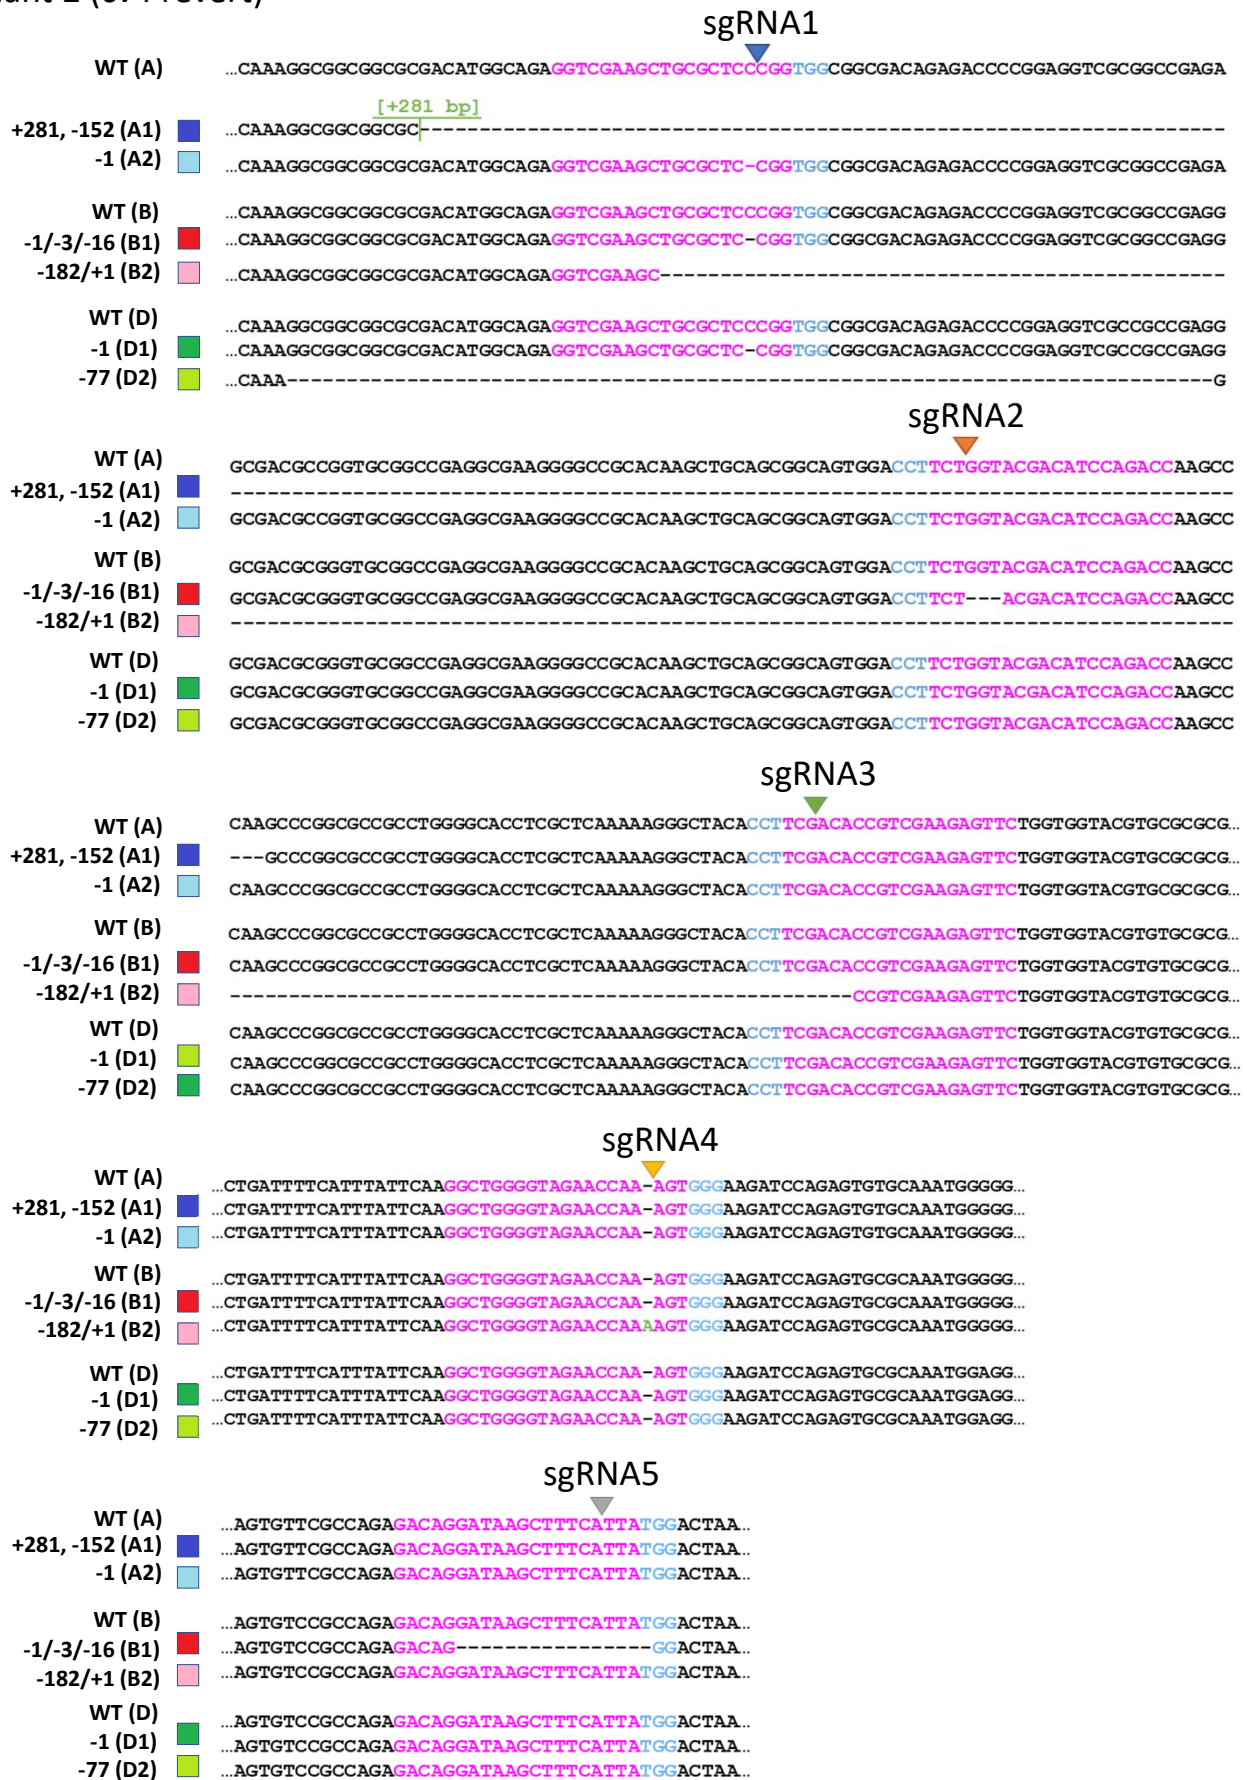 sgRNA1
WT (A) ...CAAAGGCGGCGGCGCGACATGGCAGAGGTCGAAGCTGCGCTCCCGGTGGCGGCGACAGAGACCCCGGAGGTCGCGGCCGAGA
[+281 bp]
+281, -152 (A1) ...CAAAGGCGGCGGCGC-------------------------------------------------------------------
-1 (A2) ...CAAAGGCGGCGGCGCGACATGGCAGAGGTCGAAGCTGCGCTC-CGGTGGCGGCGACAGAGACCCCGGAGGTCGCGGCCGAGA
WT (B) ...CAAAGGCGGCGGCGCGACATGGCAGAGGTCGAAGCTGCGCTCCCGGTGGCGGCGACAGAGACCCCGGAGGTCGCGGCCGAGG
-1/-3/-16 (B1) ...CAAAGGCGGCGGCGCGACATGGCAGAGGTCGAAGCTGCGCTC-CGGTGGCGGCGACAGAGACCCCGGAGGTCGCGGCCGAGG
-182/+1 (B2) ...CAAAGGCGGCGGCGCGACATGGCAGAGGTCGAAGC-----------------------------------------------
WT (D) ...CAAAGGCGGCGGCGCGACATGGCAGAGGTCGAAGCTGCGCTCCCGGTGGCGGCGACAGAGACCCCGGAGGTCGCCGCCGAGG
-1 (D1) ...CAAAGGCGGCGGCGCGACATGGCAGAGGTCGAAGCTGCGCTC-CGGTGGCGGCGACAGAGACCCCGGAGGTCGCCGCCGAGG
-77 (D2) ...CAAA-----------------------------------------------------------------------------G
sgRNA2
WT (A) GCGACGCCGGTGCGGCCGAGGCGAAGGGGCCGCACAAGCTGCAGCGGCAGTGGACCTTCTGGTACGACATCCAGACCAAGCC
+281, -152 (A1) ----------------------------------------------------------------------------------
-1 (A2) GCGACGCCGGTGCGGCCGAGGCGAAGGGGCCGCACAAGCTGCAGCGGCAGTGGACCTTCTGGTACGACATCCAGACCAAGCC
WT (B) GCGACGCGGGTGCGGCCGAGGCGAAGGGGCCGCACAAGCTGCAGCGGCAGTGGACCTTCTGGTACGACATCCAGACCAAGCC
-1/-3/-16 (B1) GCGACGCGGGTGCGGCCGAGGCGAAGGGGCCGCACAAGCTGCAGCGGCAGTGGACCTTCT---ACGACATCCAGACCAAGCC
-182/+1 (B2) ----------------------------------------------------------------------------------
WT (D) GCGACGCGGGTGCGGCCGAGGCGAAGGGGCCGCACAAGCTGCAGCGGCAGTGGACCTTCTGGTACGACATCCAGACCAAGCC
-1 (D1) GCGACGCGGGTGCGGCCGAGGCGAAGGGGCCGCACAAGCTGCAGCGGCAGTGGACCTTCTGGTACGACATCCAGACCAAGCC
-77 (D2) GCGACGCGGGTGCGGCCGAGGCGAAGGGGCCGCACAAGCTGCAGCGGCAGTGGACCTTCTGGTACGACATCCAGACCAAGCC
sgRNA3
WT (A) CAAGCCCGGCGCCGCCTGGGGCACCTCGCTCAAAAAGGGCTACACCTTCGACACCGTCGAAGAGTTCTGGTGGTACGTGCGCGCG...
+281, -152 (A1) ---GCCCGGCGCCGCCTGGGGCACCTCGCTCAAAAAGGGCTACACCTTCGACACCGTCGAAGAGTTCTGGTGGTACGTGCGCGCG...
-1 (A2) CAAGCCCGGCGCCGCCTGGGGCACCTCGCTCAAAAAGGGCTACACCTTCGACACCGTCGAAGAGTTCTGGTGGTACGTGCGCGCG...
WT (B) CAAGCCCGGCGCCGCCTGGGGCACCTCGCTCAAAAAGGGCTACACCTTCGACACCGTCGAAGAGTTCTGGTGGTACGTGTGCGCG...
-1/-3/-16 (B1) CAAGCCCGGCGCCGCCTGGGGCACCTCGCTCAAAAAGGGCTACACCTTCGACACCGTCGAAGAGTTCTGGTGGTACGTGTGCGCG...
-182/+1 (B2) -----------------------------------------------------CCGTCGAAGAGTTCTGGTGGTACGTGTGCGCG...
WT (D) CAAGCCCGGCGCCGCCTGGGGCACCTCGCTCAAAAAGGGCTACACCTTCGACACCGTCGAAGAGTTCTGGTGGTACGTGTGCGCG...
-1 (D1) CAAGCCCGGCGCCGCCTGGGGCACCTCGCTCAAAAAGGGCTACACCTTCGACACCGTCGAAGAGTTCTGGTGGTACGTGTGCGCG...
-77 (D2) CAAGCCCGGCGCCGCCTGGGGCACCTCGCTCAAAAAGGGCTACACCTTCGACACCGTCGAAGAGTTCTGGTGGTACGTGTGCGCG...
sgRNA4
WT (A) ...CTGATTTTCATTTATTCAAGGCTGGGGTAGAACCAA-AGTGGGAAGATCCAGAGTGTGCAAATGGGGG...
+281, -152 (A1) ...CTGATTTTCATTTATTCAAGGCTGGGGTAGAACCAA-AGTGGGAAGATCCAGAGTGTGCAAATGGGGG...
-1 (A2) ...CTGATTTTCATTTATTCAAGGCTGGGGTAGAACCAA-AGTGGGAAGATCCAGAGTGTGCAAATGGGGG...
WT (B) ...CTGATTTTCATTTATTCAAGGCTGGGGTAGAACCAA-AGTGGGAAGATCCAGAGTGCGCAAATGGGGG...
-1/-3/-16 (B1) ...CTGATTTTCATTTATTCAAGGCTGGGGTAGAACCAA-AGTGGGAAGATCCAGAGTGCGCAAATGGGGG...
-182/+1 (B2) ...CTGATTTTCATTTATTCAAGGCTGGGGTAGAACCAAAAGTGGGAAGATCCAGAGTGCGCAAATGGGGG...
WT (D) ...CTGATTTTCATTTATTCAAGGCTGGGGTAGAACCAA-AGTGGGAAGATCCAGAGTGCGCAAATGGAGG...
-1 (D1) ...CTGATTTTCATTTATTCAAGGCTGGGGTAGAACCAA-AGTGGGAAGATCCAGAGTGCGCAAATGGAGG...
-77 (D2) ...CTGATTTTCATTTATTCAAGGCTGGGGTAGAACCAA-AGTGGGAAGATCCAGAGTGCGCAAATGGAGG...
sgRNA5
WT (A) ...AGTGTTCGCCAGAGACAGGATAAGCTTTCATTATGGACTAA...
+281, -152 (A1) ...AGTGTTCGCCAGAGACAGGATAAGCTTTCATTATGGACTAA...
-1 (A2) ...AGTGTTCGCCAGAGACAGGATAAGCTTTCATTATGGACTAA...
WT (B) ...AGTGTCCGCCAGAGACAGGATAAGCTTTCATTATGGACTAA...
-1/-3/-16 (B1) ...AGTGTCCGCCAGAGACAG----------------GGACTAA...
-182/+1 (B2) ...AGTGTCCGCCAGAGACAGGATAAGCTTTCATTATGGACTAA...
WT (D) ...AGTGTCCGCCAGAGACAGGATAAGCTTTCATTATGGACTAA...
-1 (D1) ...AGTGTCCGCCAGAGACAGGATAAGCTTTCATTATGGACTAA...
-77 (D2) ...AGTGTCCGCCAGAGACAGGATAAGCTTTCATTATGGACTAA...